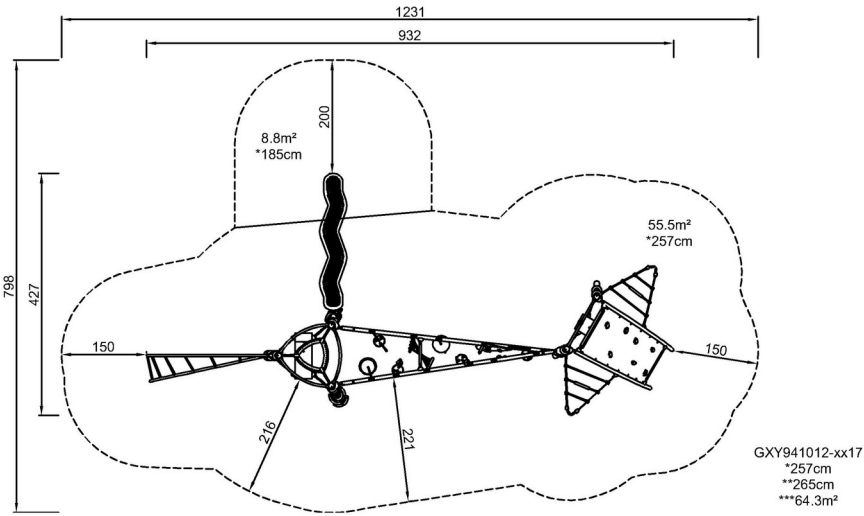 1231
932
200
8.8m²
*185cm
55.5m²
*257cm
798
427
150
150
216
221
GXY941012-xx17
*257cm
**265cm
***64.3m²